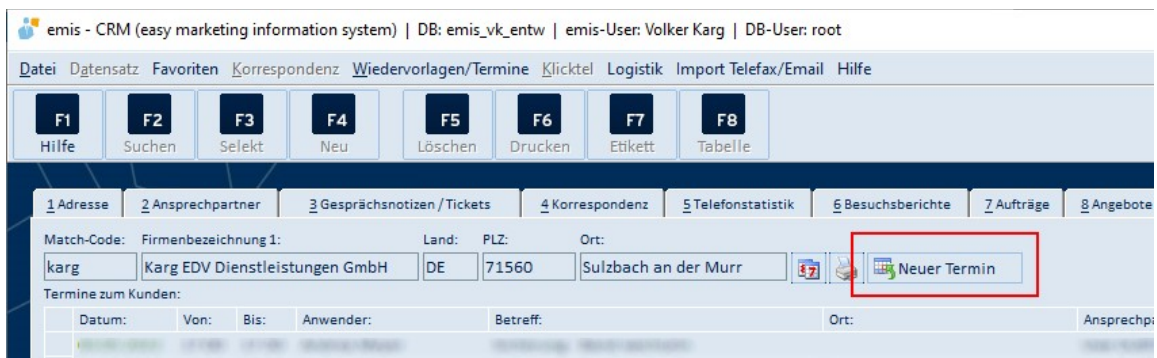 emis - CRM (easy marketing information system) | DB: emis_vk_entw | emis-User: Volker Karg | DB-User: root
Datei Datensatz Favoriten Korrespondenz Wiedervorlagen/Termine Klicktel Logistik Import Telefax/Email Hilfe
F1 F2 F3 F4 F5 F6 F7 F8
Hilfe Suchen Selekt Neu Löschen Drucken Etikett Tabelle
1 Adresse 2 Ansprechpartner 3 Gesprächsnotizen / Tickets 4 Korrespondenz 5 Telefonstatistik 6 Besuchsberichte 7 Aufträge 8 Angebote
Match-Code: Firmenbezeichnung 1: Land: PLZ: Ort:
karg Karg EDV Dienstleistungen GmbH DE 71560 Sulzbach an der Murr Neuer Termin
Termine zum Kunden:
Datum: Von: Bis: Anwender: Betreff: Ort: Ansprechpa